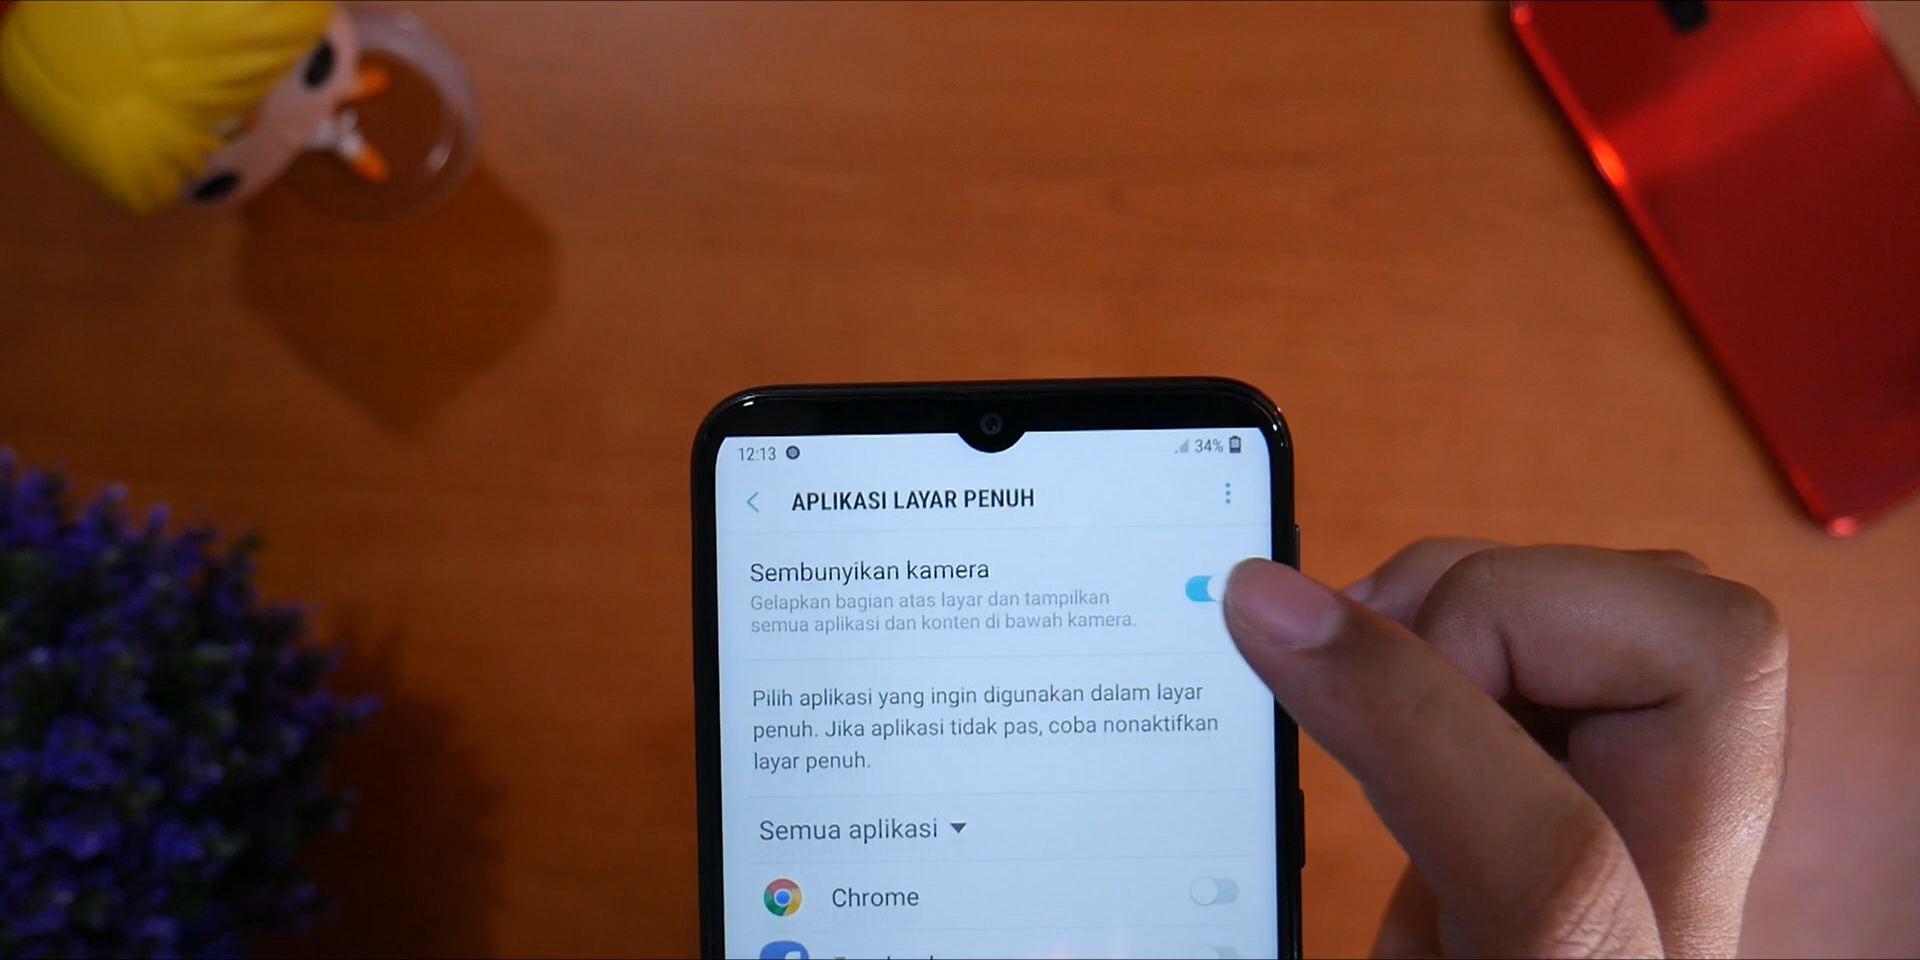 12:13 34%
APLIKASI LAYAR PENUH
Sembunyikan kamera
Gelapkan bagian atas layar dan tampilkan
semua aplikasi dan konten di bawah kamera.
Pilih aplikasi yang ingin digunakan dalam layar
penuh. Jika aplikasi tidak pas, coba nonaktifkan
layar penuh.
Semua aplikasi
Chrome